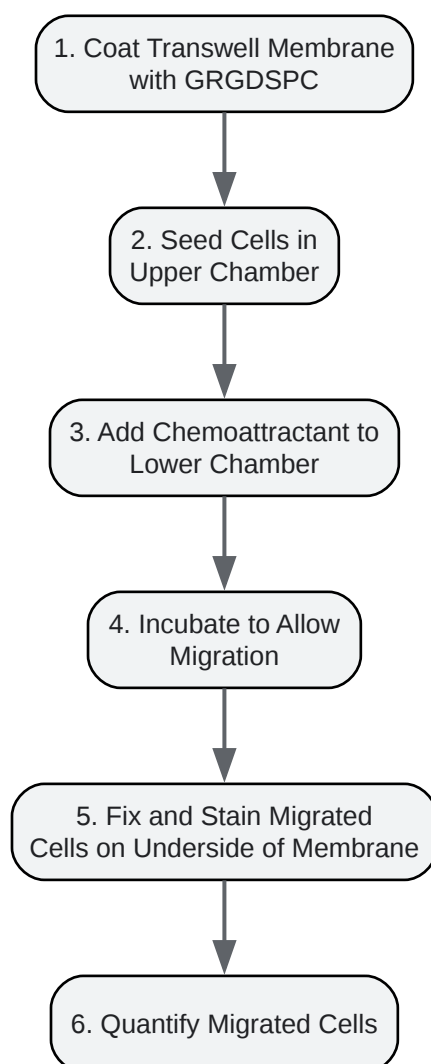 1. Coat Transwell Membrane
with GRGDSPC
2. Seed Cells in
Upper Chamber
3. Add Chemoattractant to
Lower Chamber
4. Incubate to Allow
Migration
5. Fix and Stain Migrated
Cells on Underside of Membrane
6. Quantify Migrated Cells